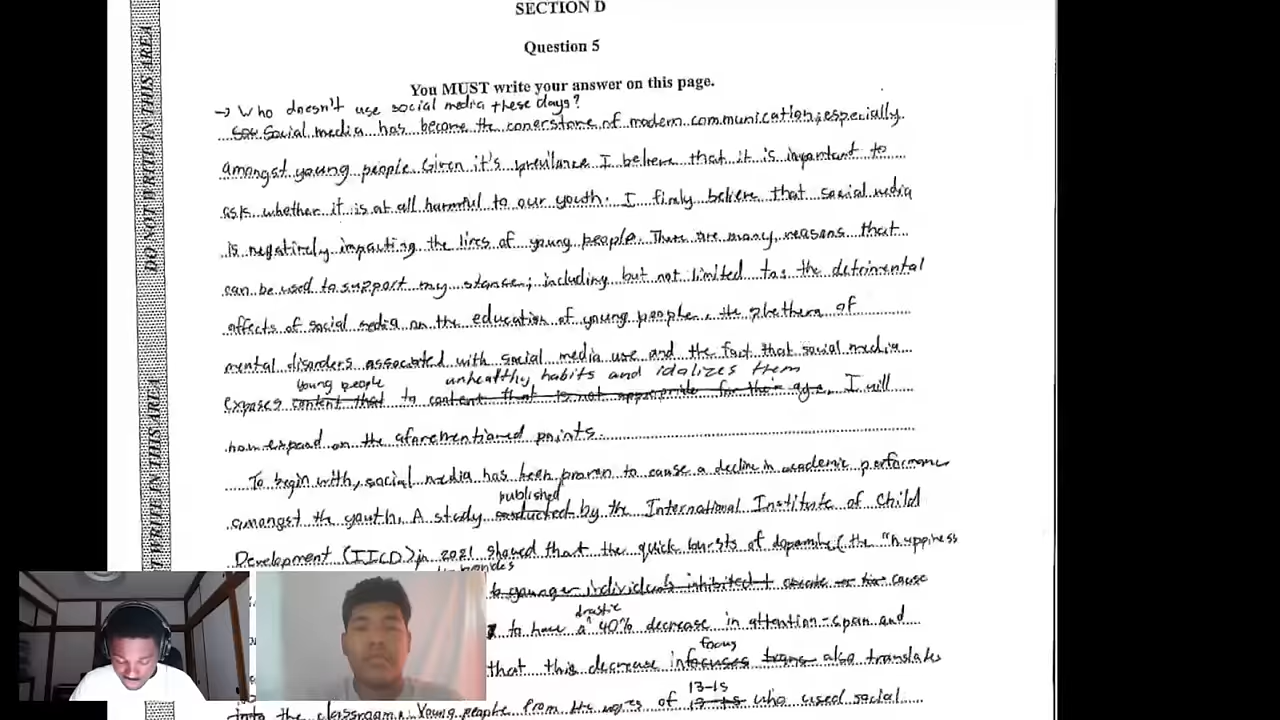 SECTION D
Question 5
You MUST write your answer on this page.
→ Who doesn't use social media these days?
Social media has become the conerstone of modern communication, especially
amongst young people. Given it's previlance I believe that it is important to
ask whether it is at all harmful to our youth. I firmly believe that social media
is negatively impacting the lives of young people. There are many reasons that
can be used to support my stance; including but not limited to: the detrimental
affects of social media on the education of young people, the plethora of
mental disorders associated with social media use and the fact that social media
young people unhealthy habits and idalizes them
exposes content that to content that is not appropriate for their age. I will
now expand on the aforementioned points.
To begin with, social media has been proven to cause a decline in academic performance
published
amongst the youth. A study conducted by the International Institute of Child
Development (IICD) in 2021 showed that the quick bursts of dopamine (the "happiness
younger individuals inhibited cause
drastic
to have a 40% decrease in attention-span and
focus
that this decrease in focuses trans also translates
13-15
into the classroom. Young people from the ages of 13-15 who used social
DO NOT WRITE IN THIS AREA
DO NOT WRITE IN THIS AREA